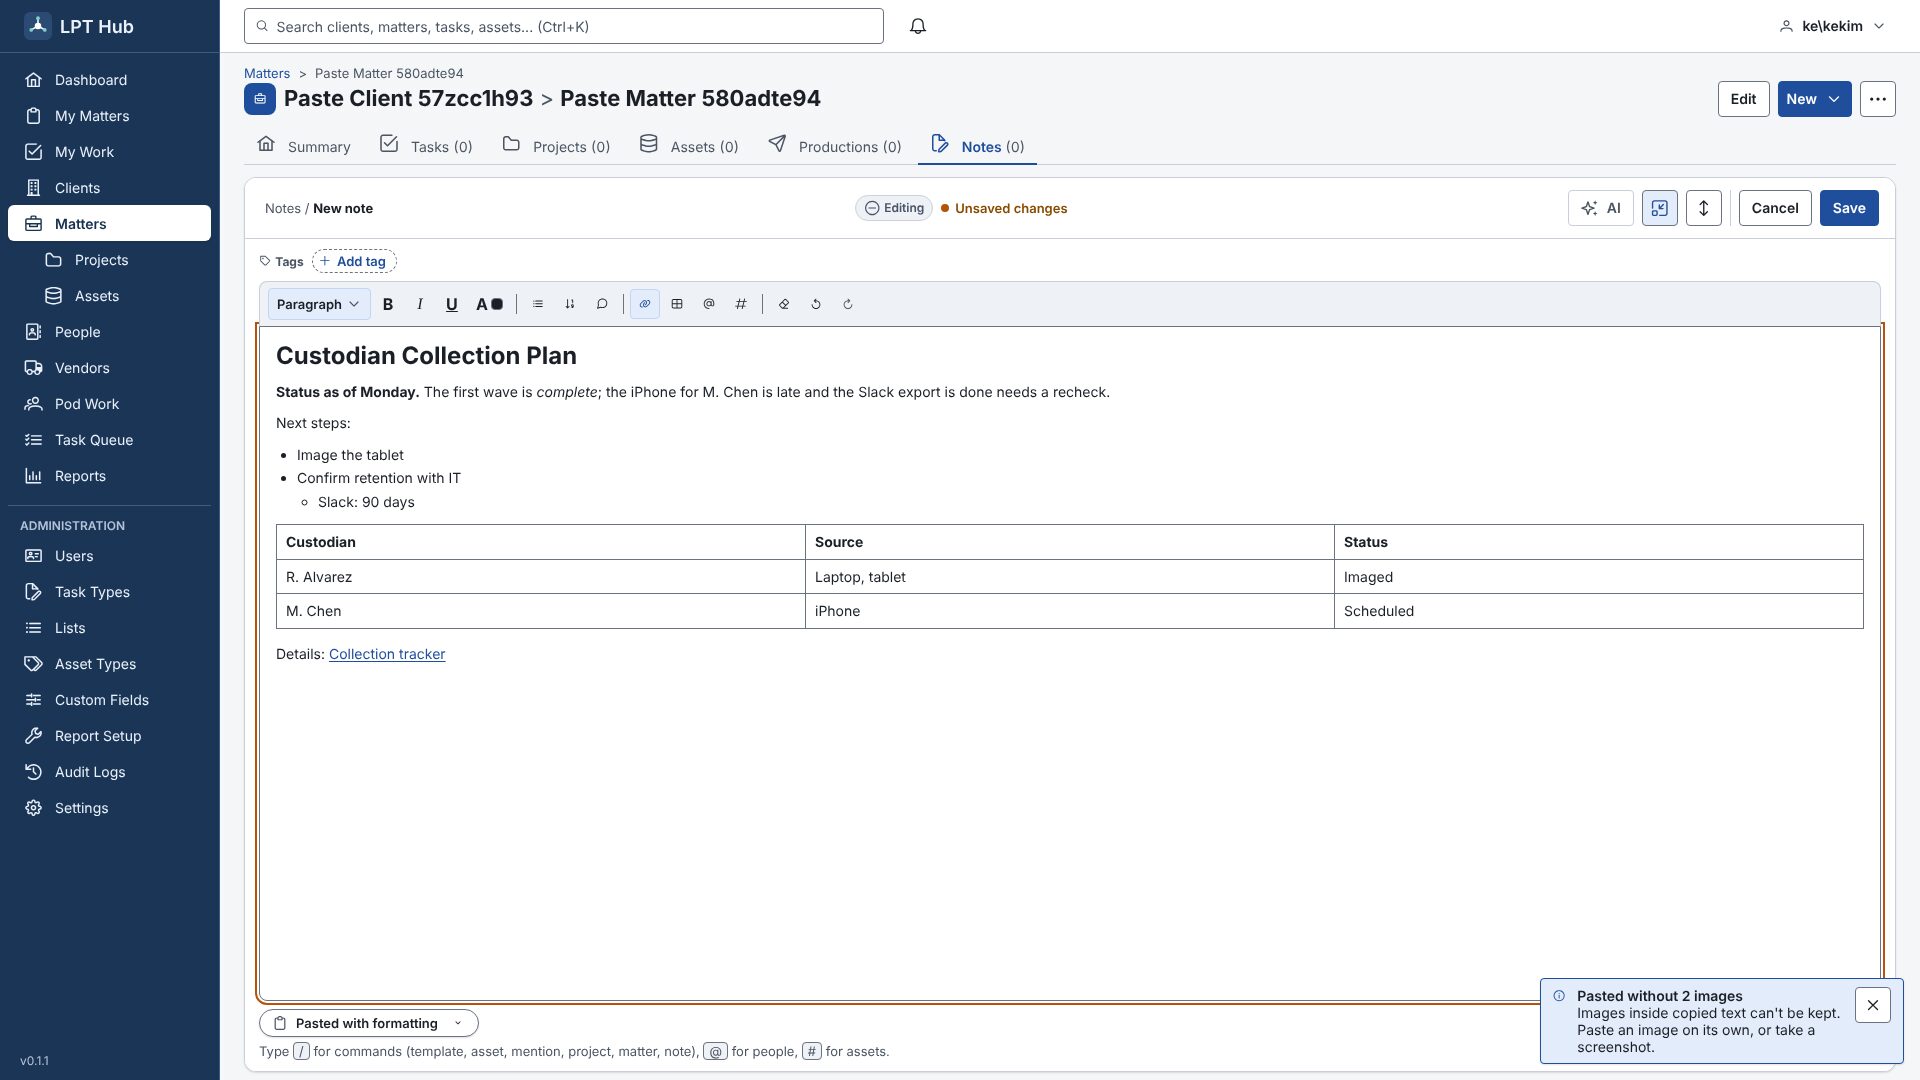 LPT Hub
Search clients, matters, tasks, assets... (Ctrl+K)
ke\kekim
Dashboard
My Matters
My Work
Clients
Matters
Projects
Assets
People
Vendors
Pod Work
Task Queue
Reports
ADMINISTRATION
Users
Task Types
Lists
Asset Types
Custom Fields
Report Setup
Audit Logs
Settings
v0.1.1
Matters > Paste Matter 580adte94
Paste Client 57zcc1h93 > Paste Matter 580adte94
Edit
New
Summary
Tasks (0)
Projects (0)
Assets (0)
Productions (0)
Notes (0)
Notes / New note
Editing
Unsaved changes
AI
Cancel
Save
Tags
+ Add tag
Paragraph
B I U A
@ #
Custodian Collection Plan
Status as of Monday. The first wave is complete; the iPhone for M. Chen is late and the Slack export is done needs a recheck.
Next steps:
Image the tablet
Confirm retention with IT
Slack: 90 days
Custodian Source Status
R. Alvarez Laptop, tablet Imaged
M. Chen iPhone Scheduled
Details: Collection tracker
Pasted with formatting
Type / for commands (template, asset, mention, project, matter, note), @ for people, # for assets.
Pasted without 2 images
Images inside copied text can't be kept.
Paste an image on its own, or take a
screenshot.